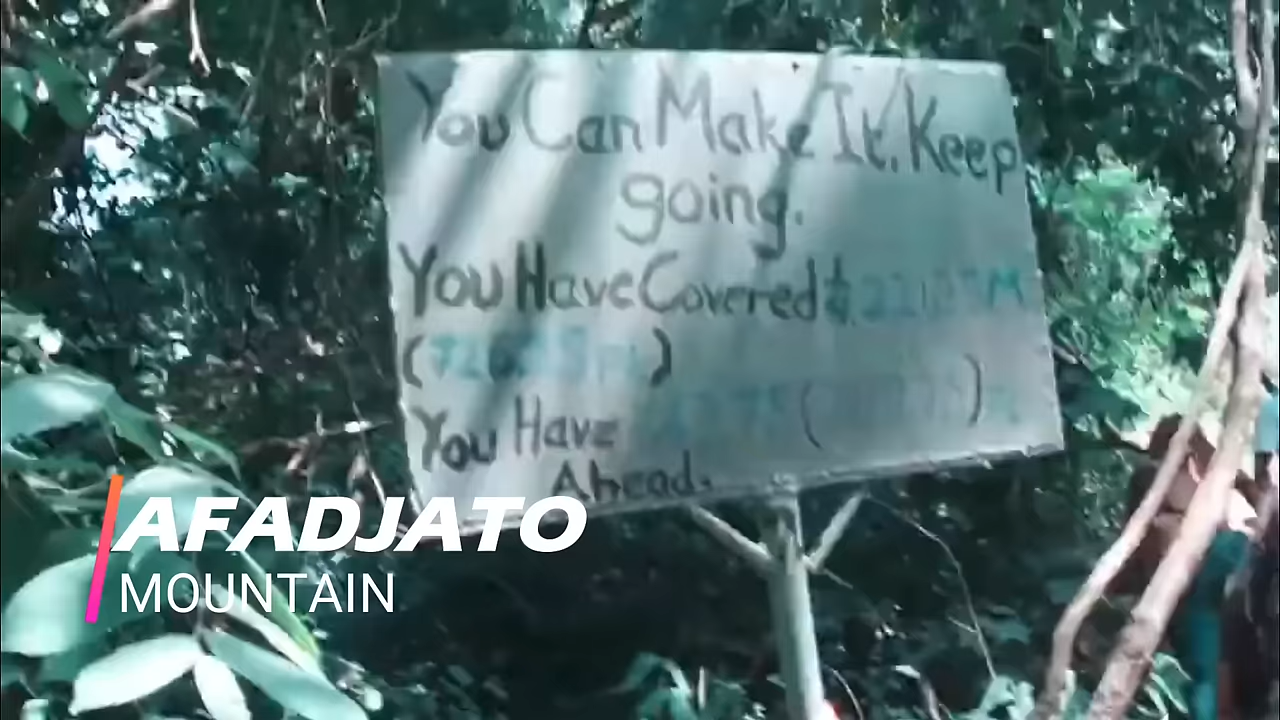 You Can Make It. Keep
going.
You Have Covered
You Have
Ahead.
AFADJATO
MOUNTAIN